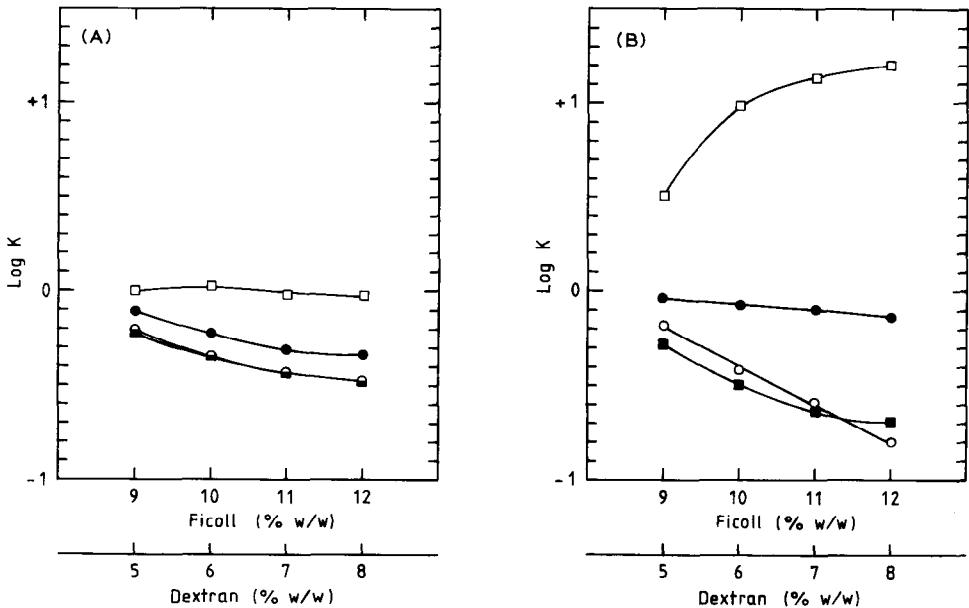 (A)
+1
0
-1
Log K
9 10 11 12
Ficoll (% w/w)
5 6 7 8
Dextran (% w/w)
(B)
+1
0
-1
Log K
9 10 11 12
Ficoll (% w/w)
5 6 7 8
Dextran (% w/w)